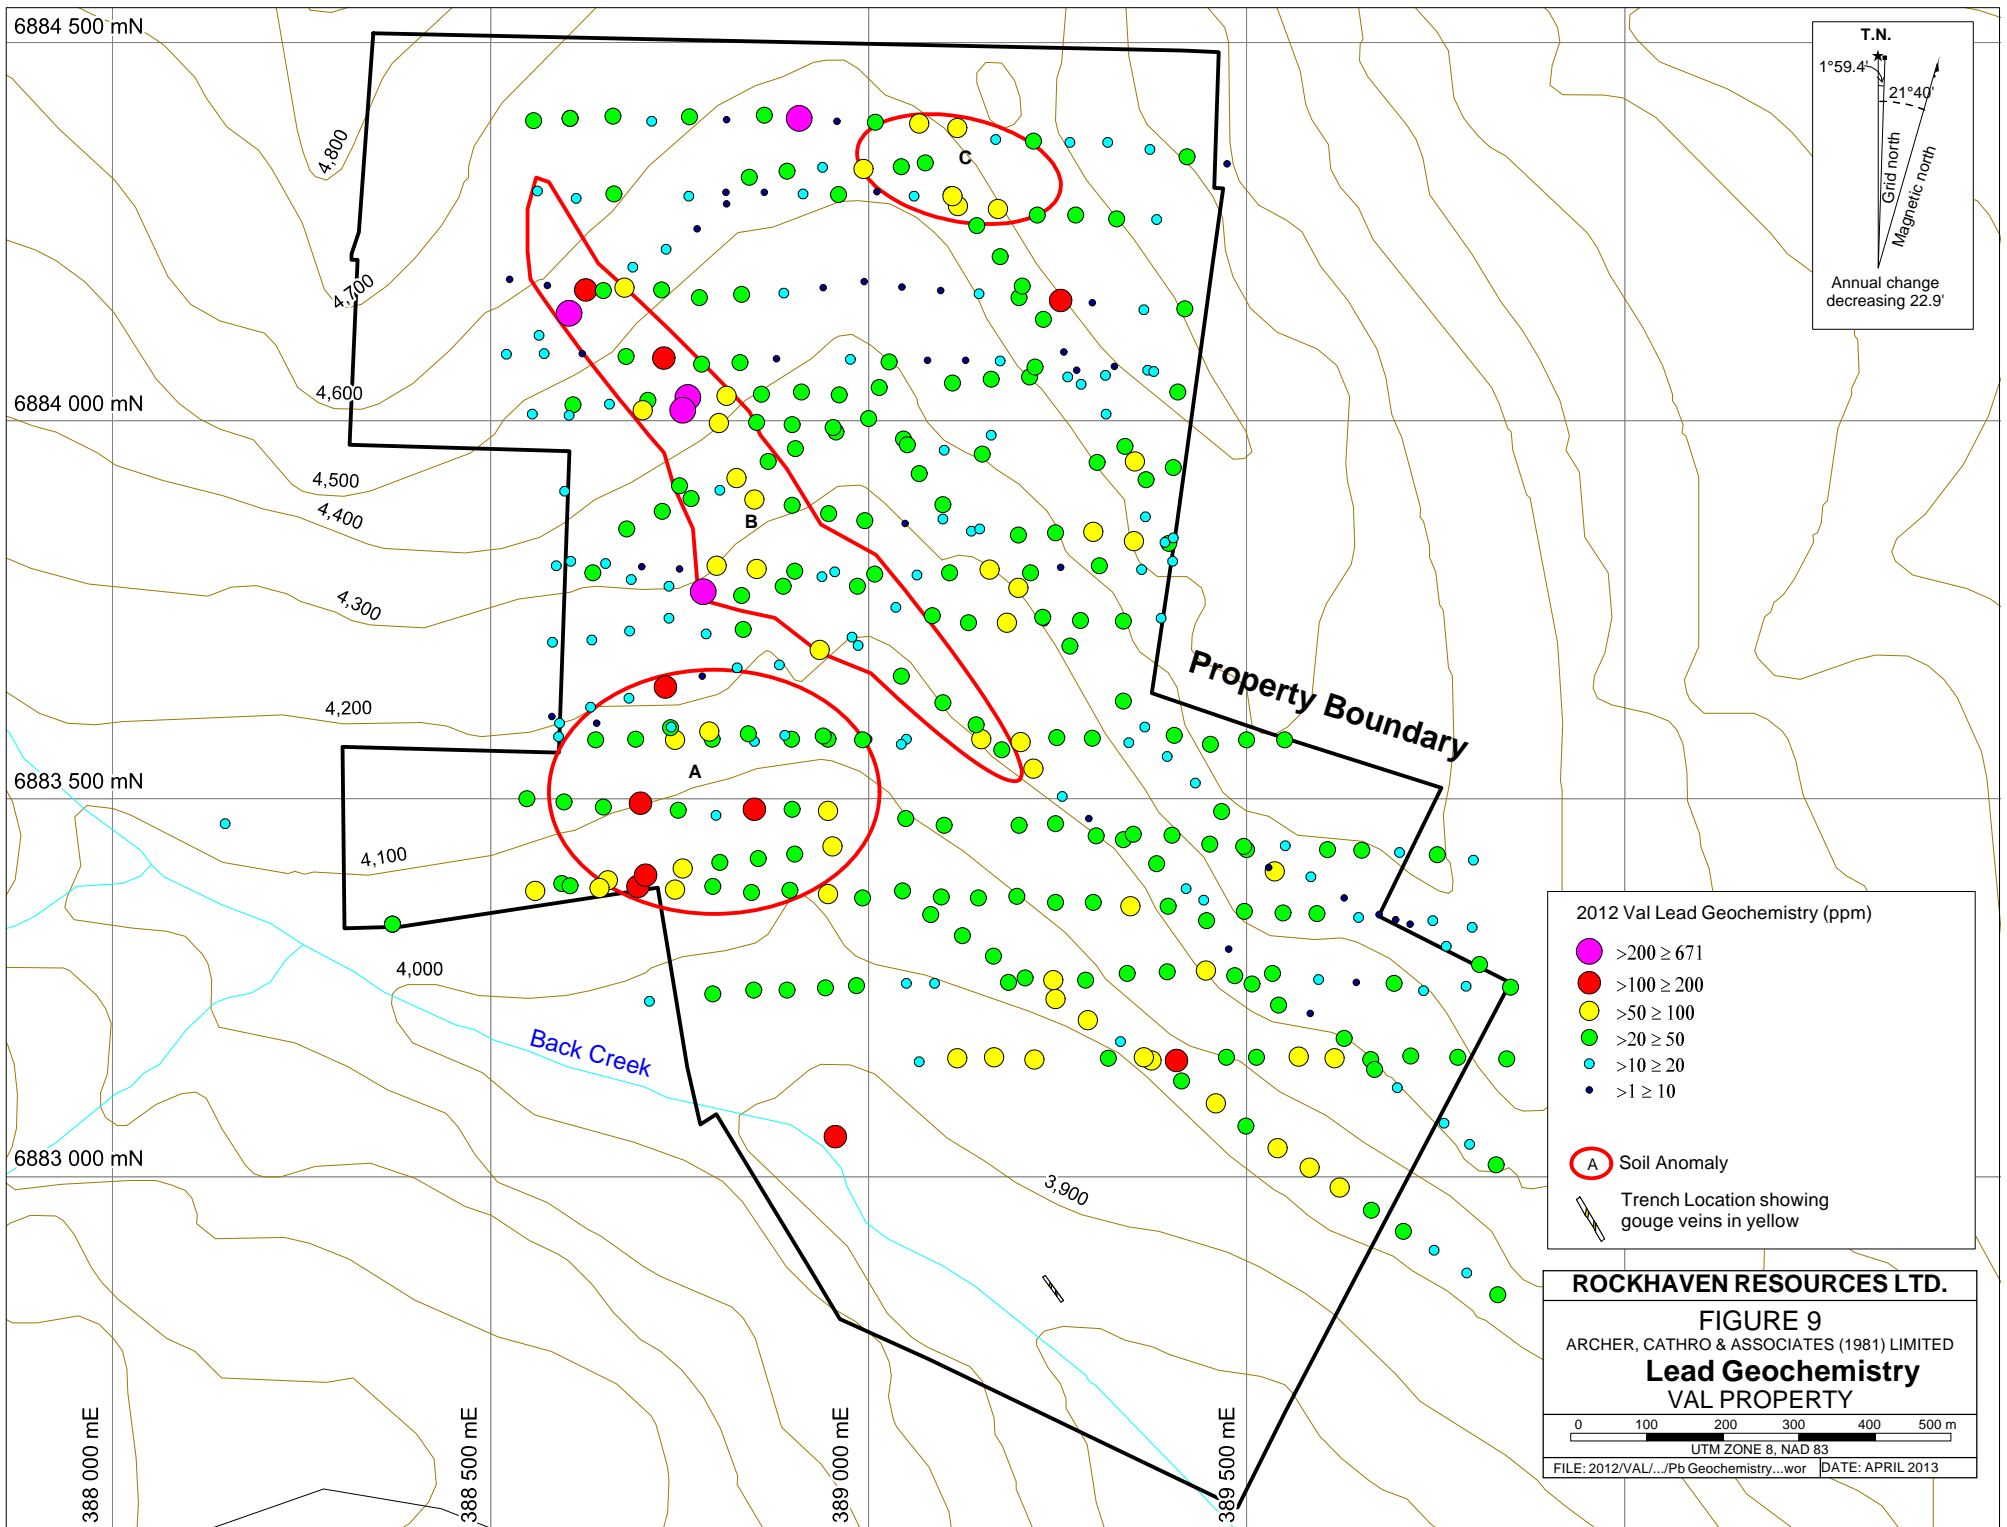 6884 500 mN
T.N.
1°59.4'
21°40'
Grid north
Magnetic north
Annual change
decreasing 22.9'
4,800
C
4,700
4,600
6884 000 mN
4,500
4,400
B
4,300
Property Boundary
4,200
A
6883 500 mN
4,100
4,000
Back Creek
6883 000 mN
3,900
2012 Val Lead Geochemistry (ppm)
>200 ≥ 671
>100 ≥ 200
>50 ≥ 100
>20 ≥ 50
>10 ≥ 20
>1 ≥ 10
A Soil Anomaly
Trench Location showing
gouge veins in yellow
ROCKHAVEN RESOURCES LTD.
FIGURE 9
ARCHER, CATHRO & ASSOCIATES (1981) LIMITED
Lead Geochemistry
VAL PROPERTY
0 100 200 300 400 500 m
UTM ZONE 8, NAD 83
FILE: 2012/VAL/.../Pb Geochemistry...wor DATE: APRIL 2013
388 000 mE
388 500 mE
389 000 mE
389 500 mE